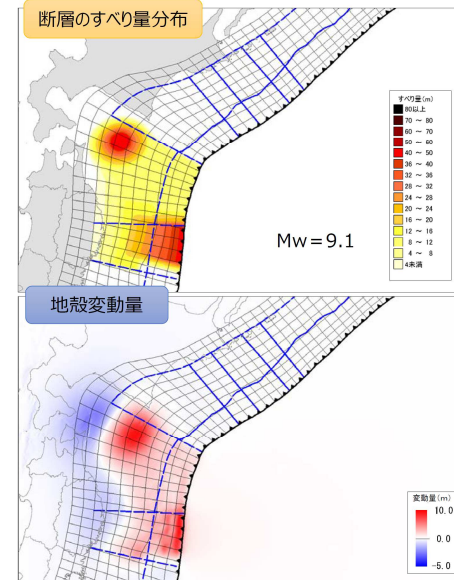 断層のすべり量分布
すべり量(m)
80以上
70 ~ 80
60 ~ 70
50 ~ 60
40 ~ 50
36 ~ 40
32 ~ 36
28 ~ 32
24 ~ 28
20 ~ 24
16 ~ 20
12 ~ 16
8 ~ 12
4 ~ 8
4未満
Mw=9.1
地殻変動量
変動量(m)
10.0
0.0
-5.0